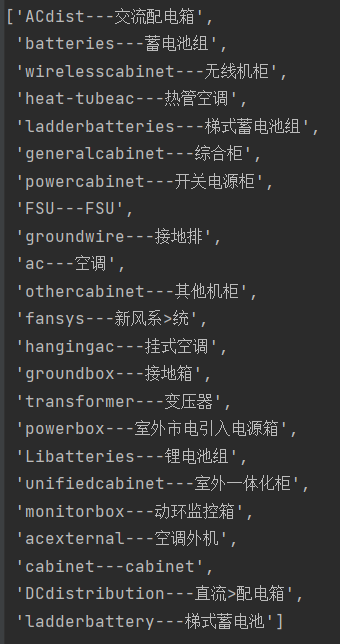 ['ACdist---交流配电箱',
'batteries---蓄电池组',
'wirelesscabinet---无线机柜',
'heat-tubeac---热管空调',
'ladderbatteries---梯式蓄电池组',
'generalcabinet---综合柜',
'powercabinet---开关电源柜',
'FSU---FSU',
'groundwire---接地排',
'ac---空调',
'othercabinet---其他机柜',
'fansys---新风系>统',
'hangingac---挂式空调',
'groundbox---接地箱',
'transformer---变压器',
'powerbox---室外市电引入电源箱',
'Libatteries---锂电池组',
'unifiedcabinet---室外一体化柜',
'monitorbox---动环监控箱',
'acexternal---空调外机',
'cabinet---cabinet',
'DCdistribution---直流>配电箱',
'ladderbattery---梯式蓄电池']